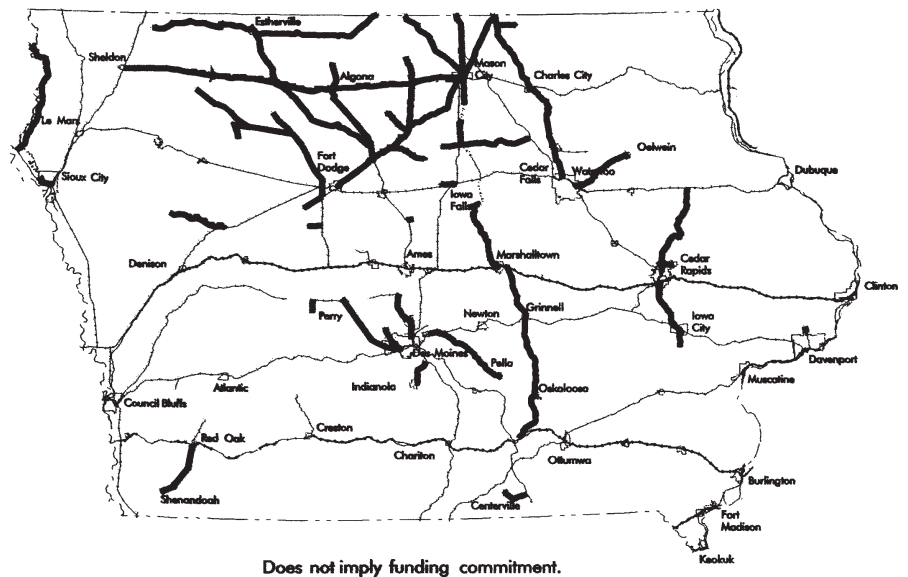 Estherville
Sheldon
Algona
Mason
City
Charles City
Le Mars
Fort
Dodge
Cedar
Falls
Waterloo
Oelwein
Dubuque
Sioux City
Iowa
Falls
Denison
Ames
Marshalltown
Cedar
Rapids
Clinton
Perry
Newton
Grinnell
Iowa
City
Des Moines
Pella
Davenport
Atlantic
Indianola
Oskaloosa
Muscatine
Council Bluffs
Red Oak
Creston
Chariton
Ottumwa
Shenandoah
Centerville
Burlington
Fort
Madison
Keokuk
Does not imply funding commitment.